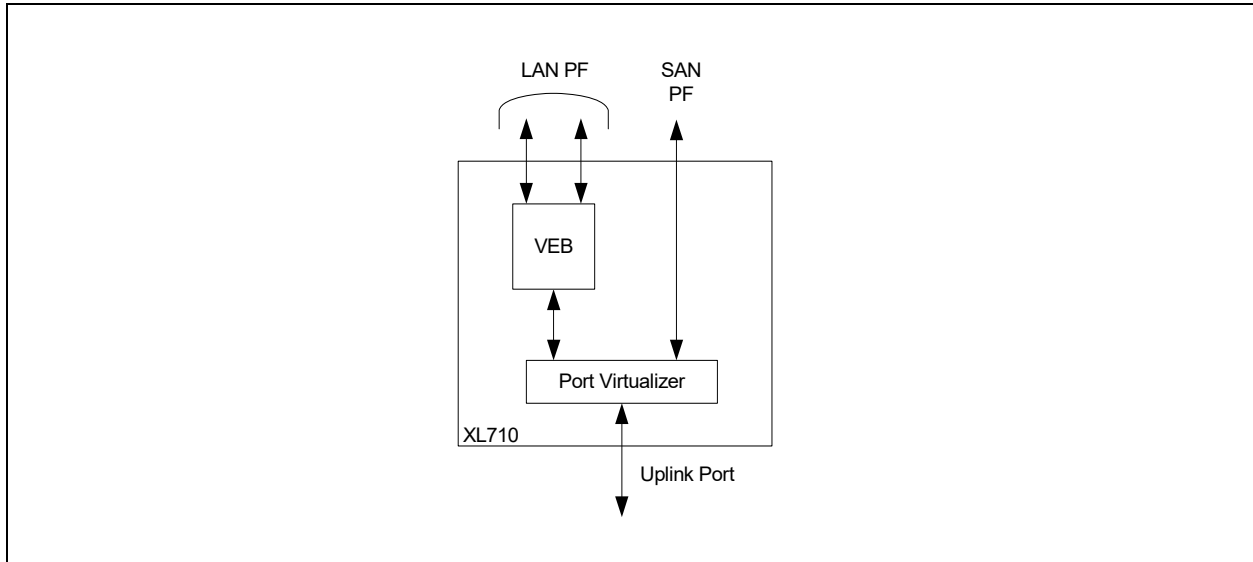 LAN PF
SAN
PF
VEB
Port Virtualizer
XL710
Uplink Port